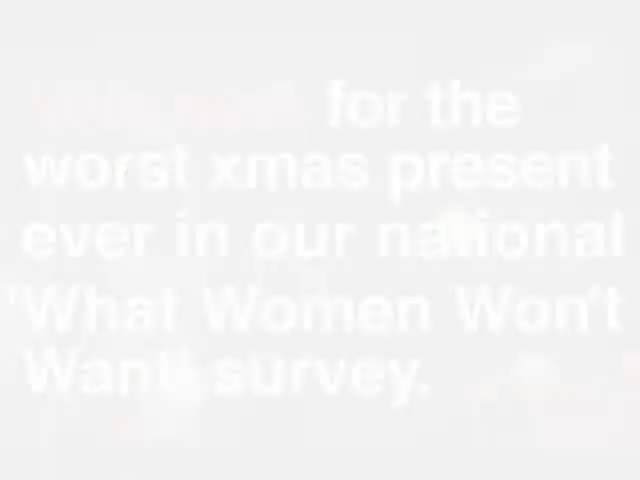 for the
worst xmas present
ever in our national
'What Women Won't
Want' survey.